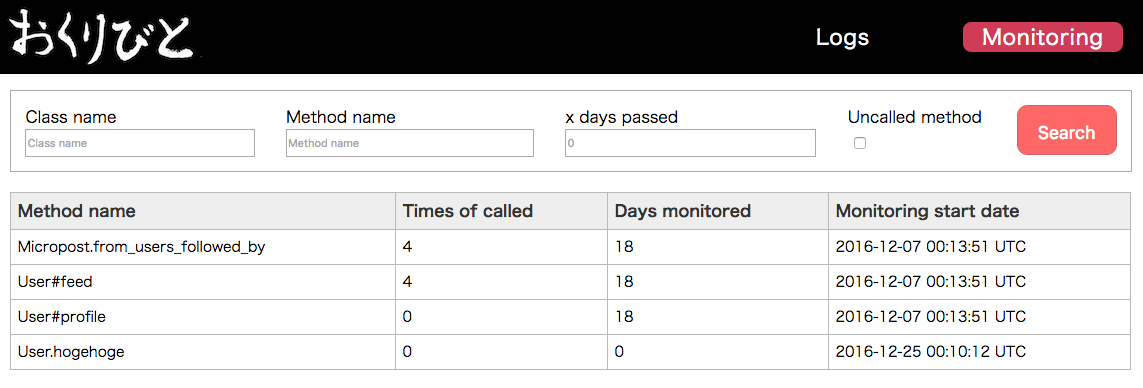 おくりびと
Logs
Monitoring
Class name
Method name
x days passed
Uncalled method
Class name
Method name
0
Search
Method name Times of called Days monitored Monitoring start date
Micropost.from_users_followed_by 4 18 2016-12-07 00:13:51 UTC
User#feed 4 18 2016-12-07 00:13:51 UTC
User#profile 0 18 2016-12-07 00:13:51 UTC
User.hogehoge 0 0 2016-12-25 00:10:12 UTC